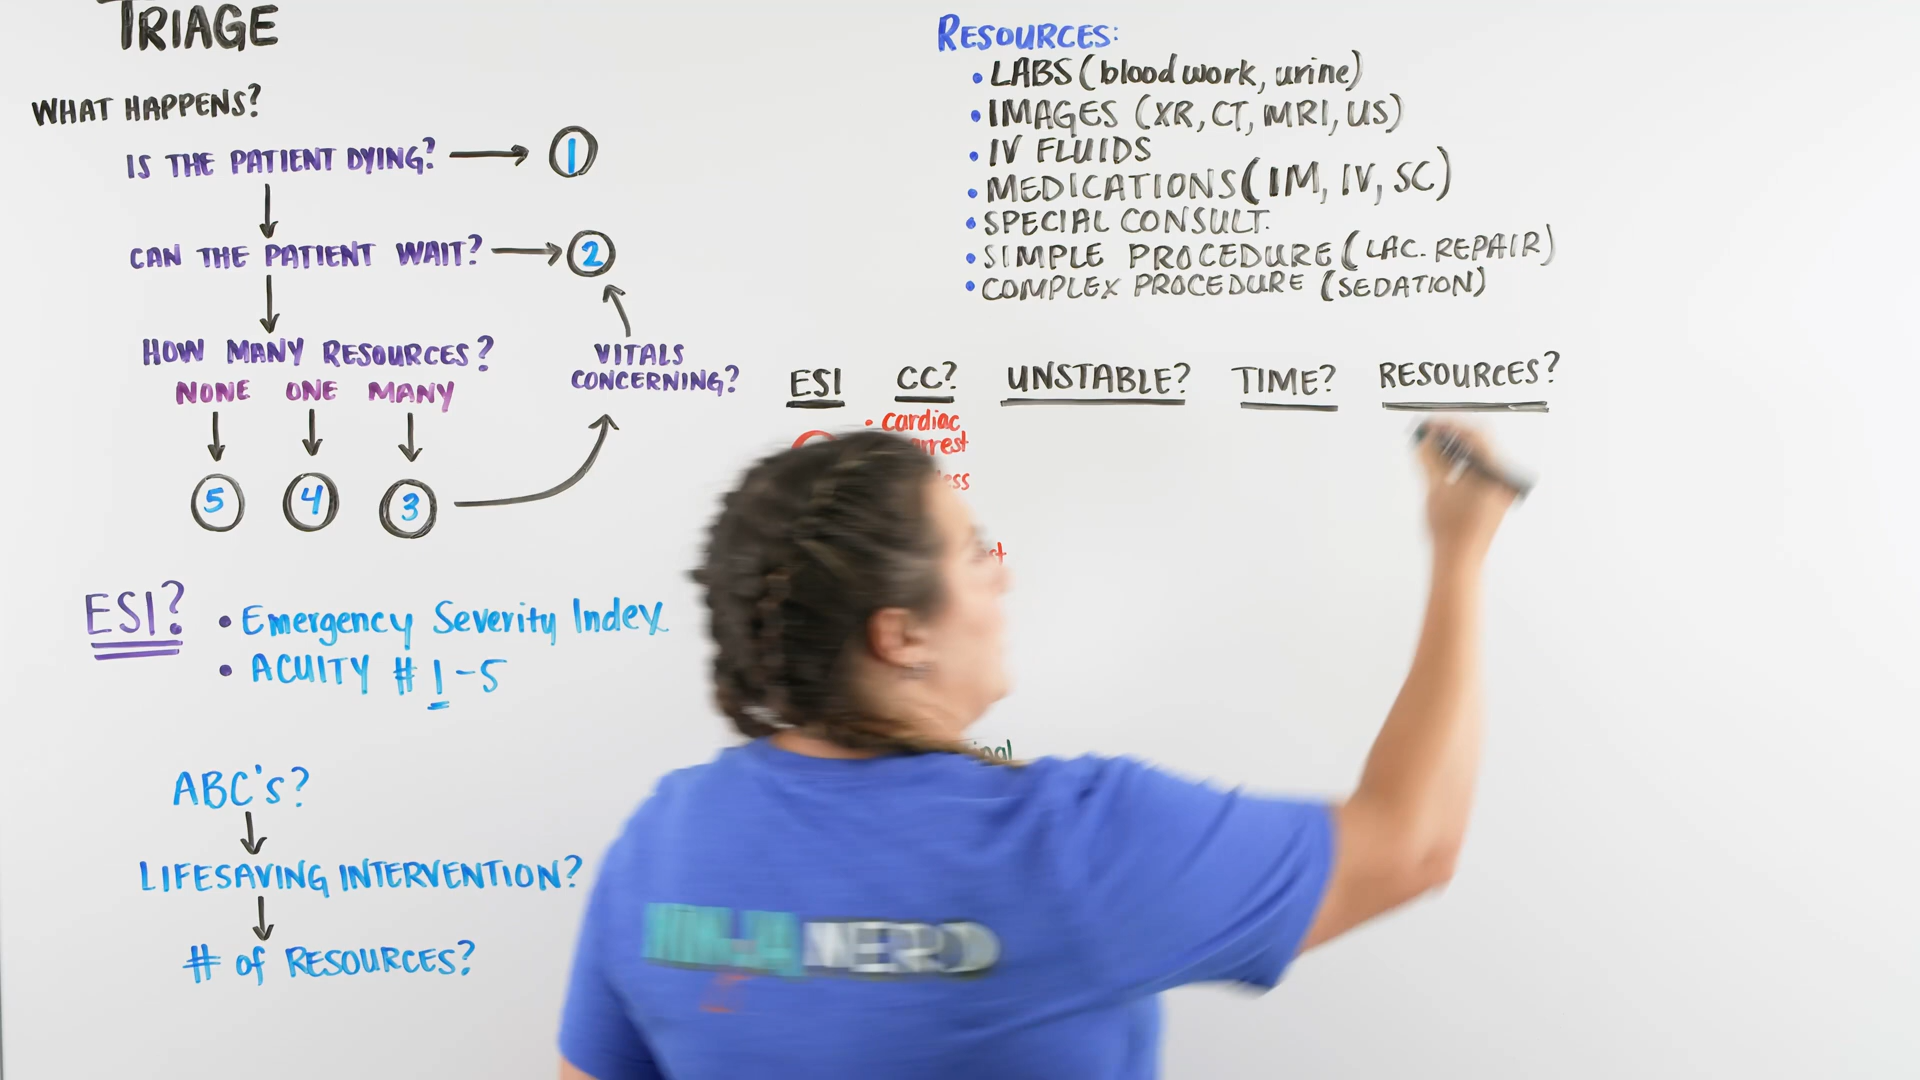 TRIAGE
WHAT HAPPENS?
IS THE PATIENT DYING? 1
CAN THE PATIENT WAIT? 2
HOW MANY RESOURCES?
NONE ONE MANY
5 4 3
VITALS
CONCERNING?
ESI?
• Emergency Severity Index
• ACUITY # 1-5
ABC's?
LIFESAVING INTERVENTION?
# of RESOURCES?
RESOURCES:
• LABS (blood work, urine)
• IMAGES (XR, CT, MRI, US)
• IV FLUIDS
• MEDICATIONS (IM, IV, SC)
• SPECIAL CONSULT.
• SIMPLE PROCEDURE (LAC. REPAIR)
• COMPLEX PROCEDURE (SEDATION)
ESI CC? UNSTABLE? TIME? RESOURCES?
• cardiac
NINJA NERD